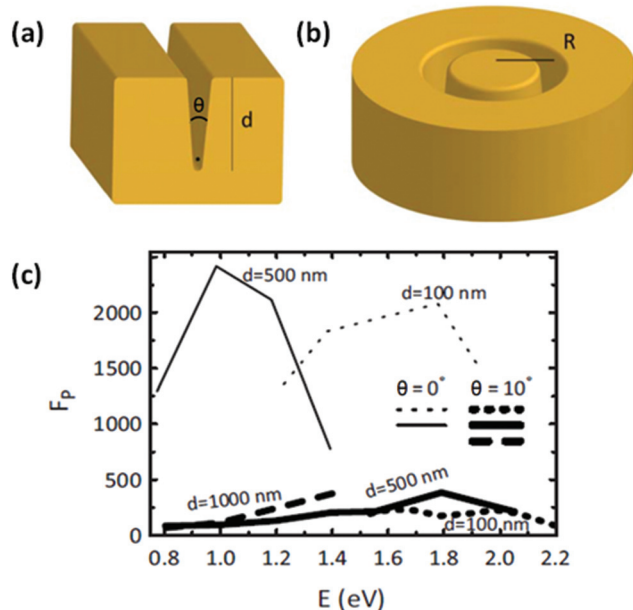 (a)
θ
d
(b)
R
(c)
F_P
2000
1500
1000
500
0
d=500 nm
d=100 nm
θ = 0° θ = 10°
d=1000 nm
d=500 nm
d=100 nm
0.8 1.0 1.2 1.4 1.6 1.8 2.0 2.2
E (eV)